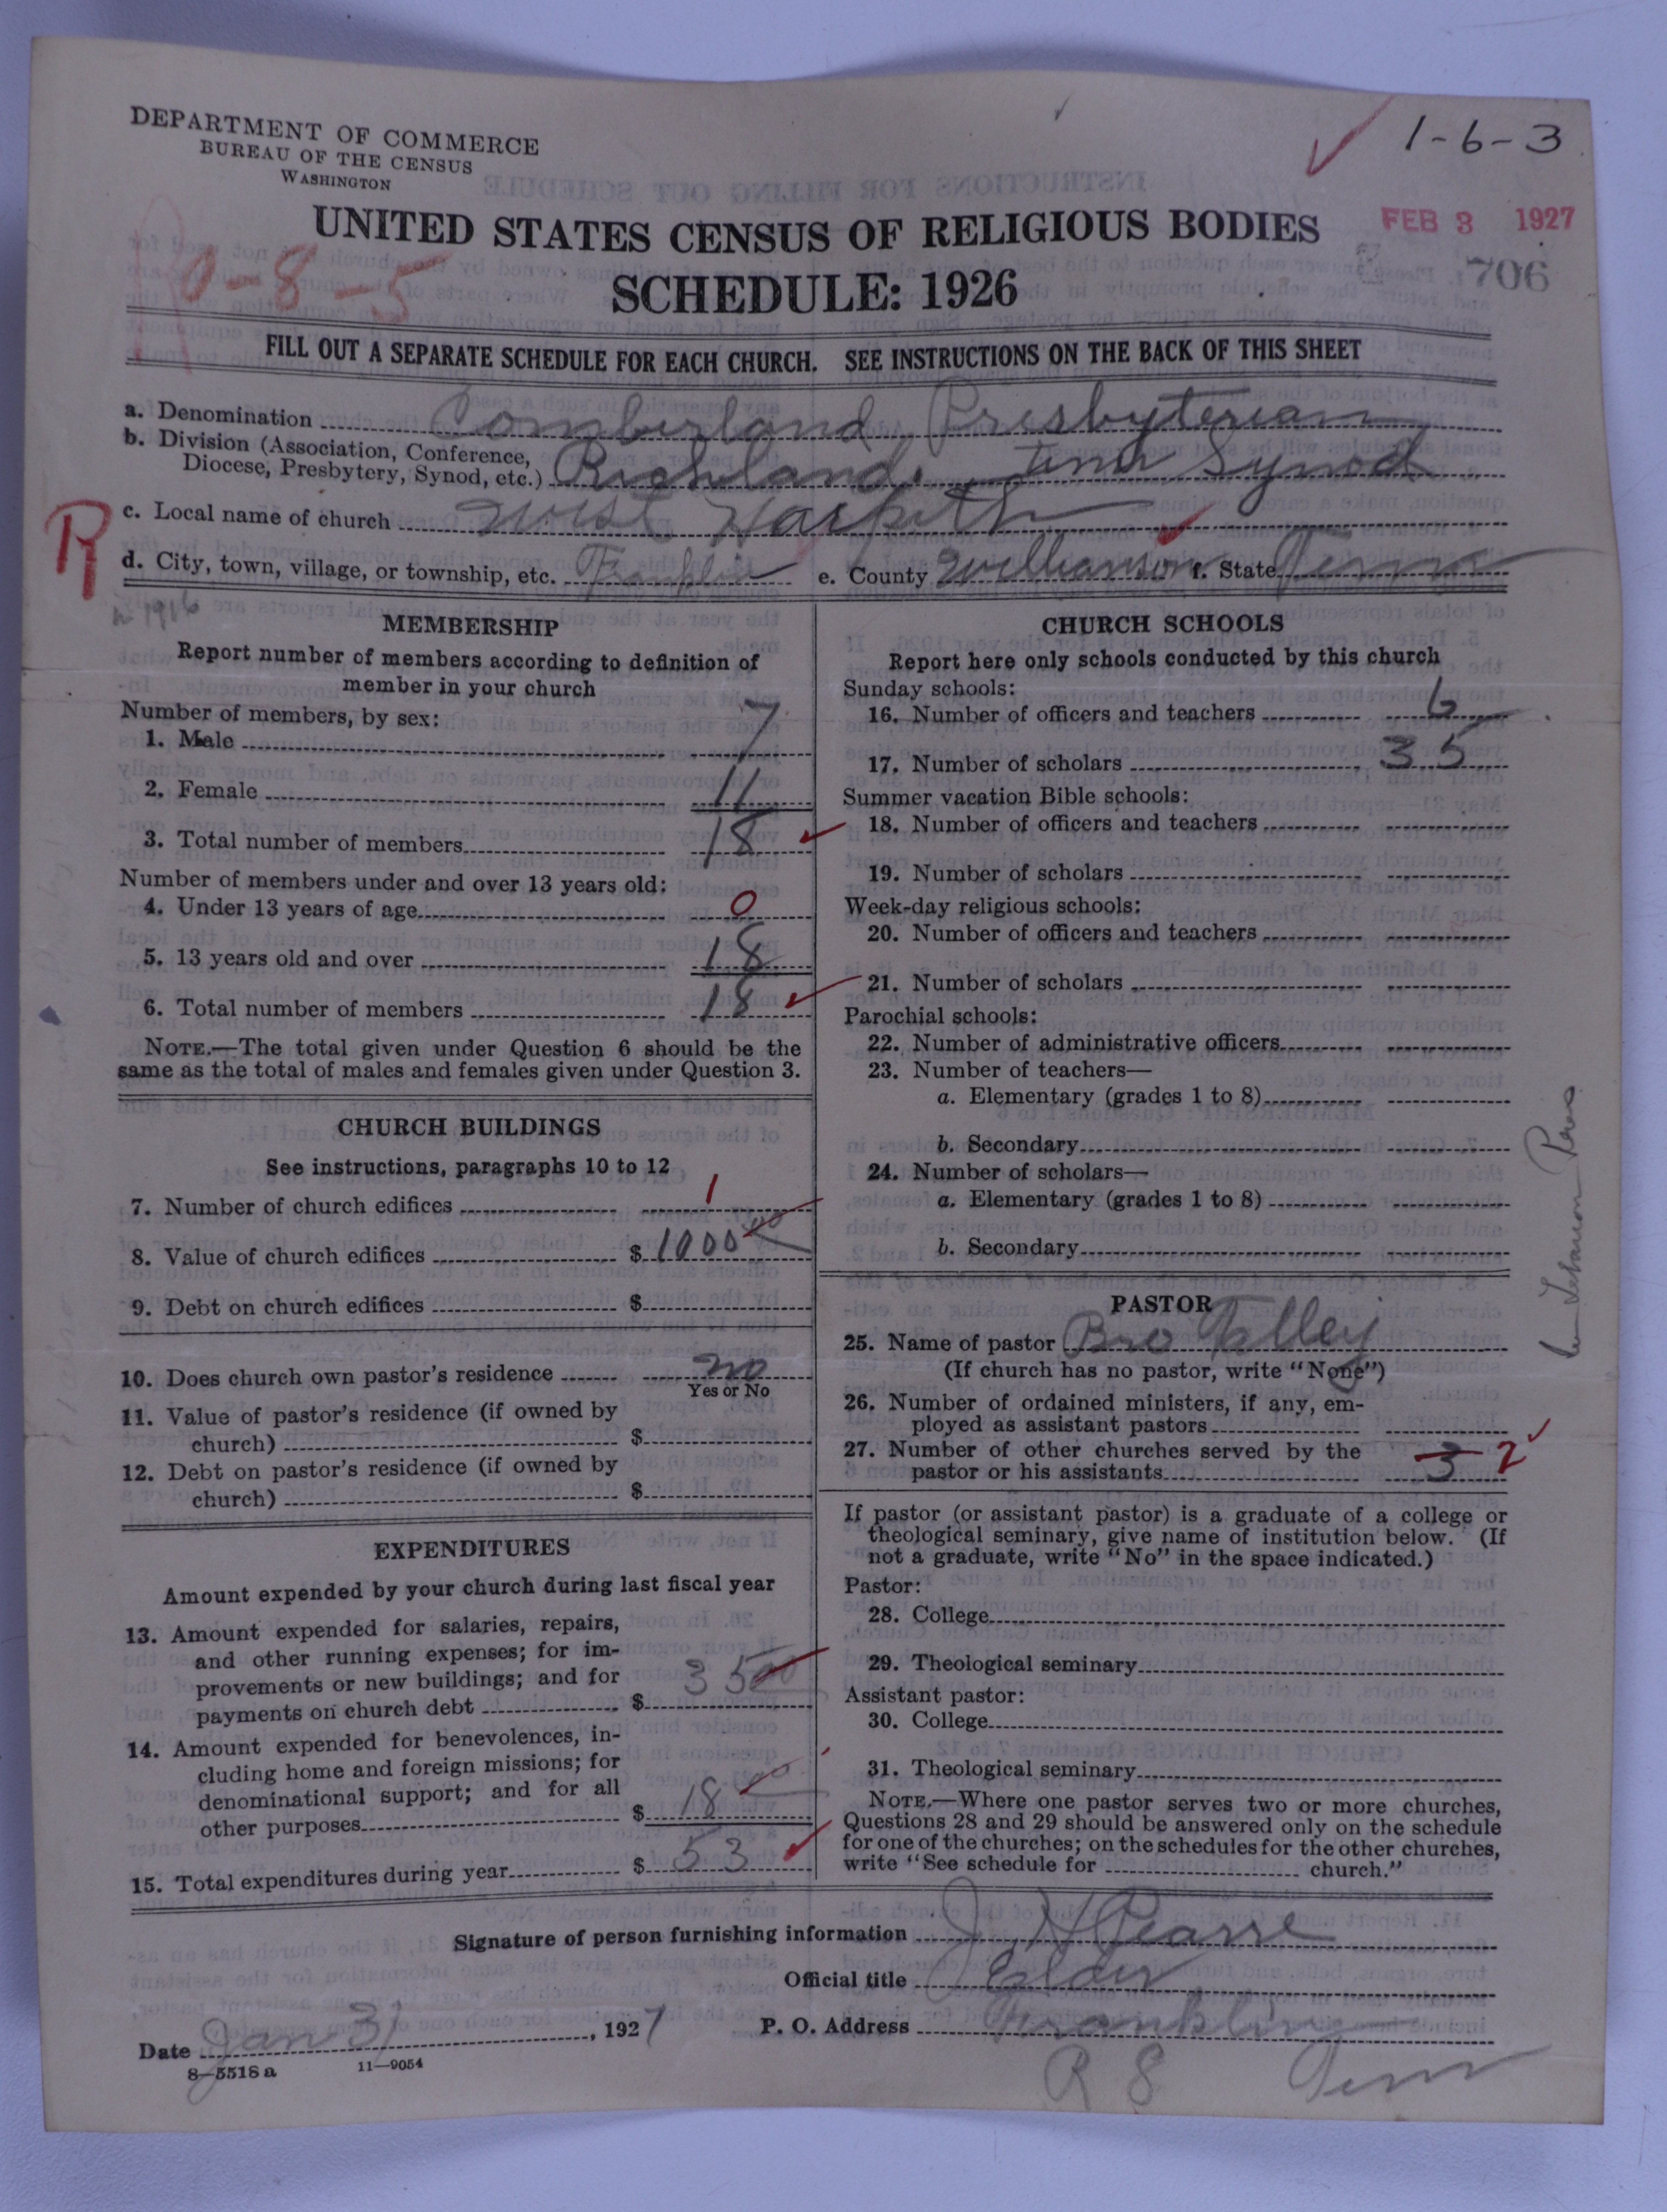 DEPARTMENT OF COMMERCE
BUREAU OF THE CENSUS
WASHINGTON
1-6-3
UNITED STATES CENSUS OF RELIGIOUS BODIES
FEB 3 1927
SCHEDULE: 1926
706
0-8-5
FILL OUT A SEPARATE SCHEDULE FOR EACH CHURCH. SEE INSTRUCTIONS ON THE BACK OF THIS SHEET
a. Denomination Comberland Presbyterian
b. Division (Association, Conference,
Diocese, Presbytery, Synod, etc.) Richland. Tenn Synod
R
c. Local name of church West Harpeth
d. City, town, village, or township, etc. Franklin e. County Williamson f. State Tenn
in 1916
MEMBERSHIP
Report number of members according to definition of
member in your church
Number of members, by sex:
1. Male 7
2. Female 11
3. Total number of members 18
Number of members under and over 13 years old:
4. Under 13 years of age 0
5. 13 years old and over 18
6. Total number of members 18
NOTE.—The total given under Question 6 should be the
same as the total of males and females given under Question 3.
CHURCH BUILDINGS
See instructions, paragraphs 10 to 12
7. Number of church edifices 1
8. Value of church edifices $ 1000 00
9. Debt on church edifices $
10. Does church own pastor's residence no
Yes or No
11. Value of pastor's residence (if owned by
church) $
12. Debt on pastor's residence (if owned by
church) $
EXPENDITURES
Amount expended by your church during last fiscal year
13. Amount expended for salaries, repairs,
and other running expenses; for im-
provements or new buildings; and for
payments on church debt $ 35 00
14. Amount expended for benevolences, in-
cluding home and foreign missions; for
denominational support; and for all
other purposes $ 18 00
15. Total expenditures during year $ 53
CHURCH SCHOOLS
Report here only schools conducted by this church
Sunday schools:
16. Number of officers and teachers 6
17. Number of scholars 35
Summer vacation Bible schools:
18. Number of officers and teachers
19. Number of scholars
Week-day religious schools:
20. Number of officers and teachers
21. Number of scholars
Parochial schools:
22. Number of administrative officers
23. Number of teachers—
a. Elementary (grades 1 to 8)
b. Secondary
24. Number of scholars—
a. Elementary (grades 1 to 8)
b. Secondary
PASTOR
25. Name of pastor Bro Talley
(If church has no pastor, write "None")
26. Number of ordained ministers, if any, em-
ployed as assistant pastors
27. Number of other churches served by the
pastor or his assistants 3 2
If pastor (or assistant pastor) is a graduate of a college or
theological seminary, give name of institution below. (If
not a graduate, write "No" in the space indicated.)
Pastor:
28. College
29. Theological seminary
Assistant pastor:
30. College
31. Theological seminary
NOTE.—Where one pastor serves two or more churches,
Questions 28 and 29 should be answered only on the schedule
for one of the churches; on the schedules for the other churches,
write "See schedule for church."
Lebanon Pres
Signature of person furnishing information J. H Pearre
Official title Elder
Date Jan 31, 1927 P. O. Address Franklin
R 8 Tenn
8—5518 a 11—9054